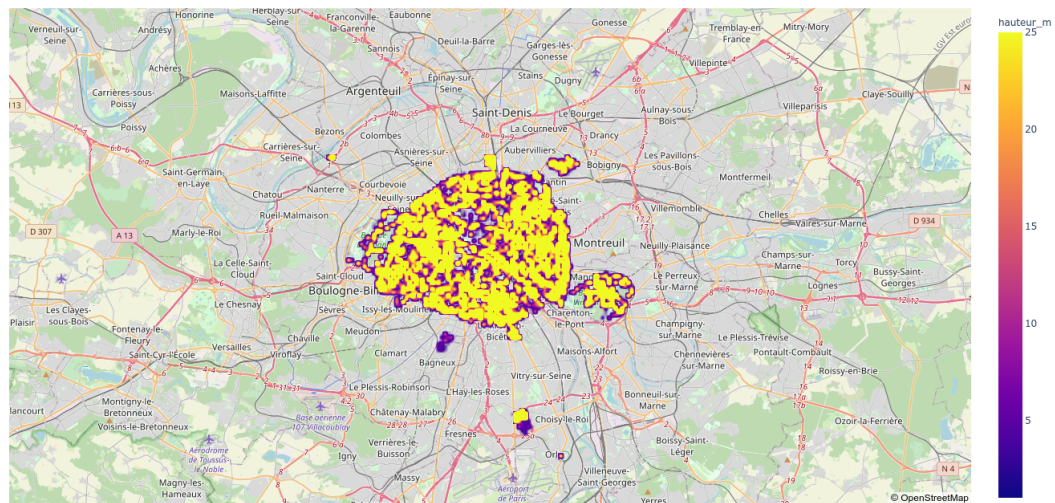 hauteur_m
25
20
15
10
5
Honorine
Herblay-sur-Seine
Franconville-la-Garenne
Eaubonne
Gonesse
Tremblay-en-France
Mitry-Mory
LGV Est euro
Verneuil-sur-Seine
Andrésy
Sannois
Deuil-la-Barre
Garges-lès-Gonesse
Villepinte
Achères
Épinay-sur-Seine
Stains
Dugny
Carrières-sous-Poissy
Maisons-Laffitte
Argenteuil
Saint-Denis
Le Bourget
Aulnay-sous-Bois
Villeparisis
Claye-Souilly
Poissy
Bezons
Colombes
La Courneuve
Drancy
Carrières-sur-Seine
Asnières-sur-Seine
Aubervilliers
Bobigny
Les Pavillons-sous-Bois
Saint-Germain-en-Laye
Chatou
Nanterre
Courbevoie
Montfermeil
Rueil-Malmaison
Villemomble
Chelles
Vaires-sur-Marne
D 934
D 307
A 13
Marly-le-Roi
Montreuil
Neuilly-Plaisance
Champs-sur-Marne
Torcy
La Celle-Saint-Cloud
Saint-Cloud
Le Perreux-sur-Marne
Lognes
Bussy-Saint-Georges
Le Chesnay
Sèvres
Issy-les-Mouline
Charenton-le-Pont
Les Clayes-sous-Bois
Plaisir
Fontenay-le-Fleury
Versailles
Chaville
Meudon
Champigny-sur-Marne
Le Plessis-Trévise
Saint-Cyr-l'École
Viroflay
Clamart
Bagneux
Maisons-Alfort
Chennevières-sur-Marne
Pontault-Combault
Roissy-en-Brie
Vitry-sur-Seine
Le Plessis-Robinson
L'Haÿ-les-Roses
Bonneuil-sur-Marne
Montigny-le-Bretonneux
Voisins-le-Bretonneux
Base aérienne
107 Villacoublay
Châtenay-Malabry
Choisy-le-Roi
Fresnes
Ozoir-la-Ferrière
Aérodrome de Toussus-le-Noble
Verrières-le-Buisson
Igny
Massy
Boissy-Saint-Léger
Villeneuve-Saint-Georges
N 4
Magny-les-Hameaux
Aéroport de Paris
Yerres
© OpenStreetMap